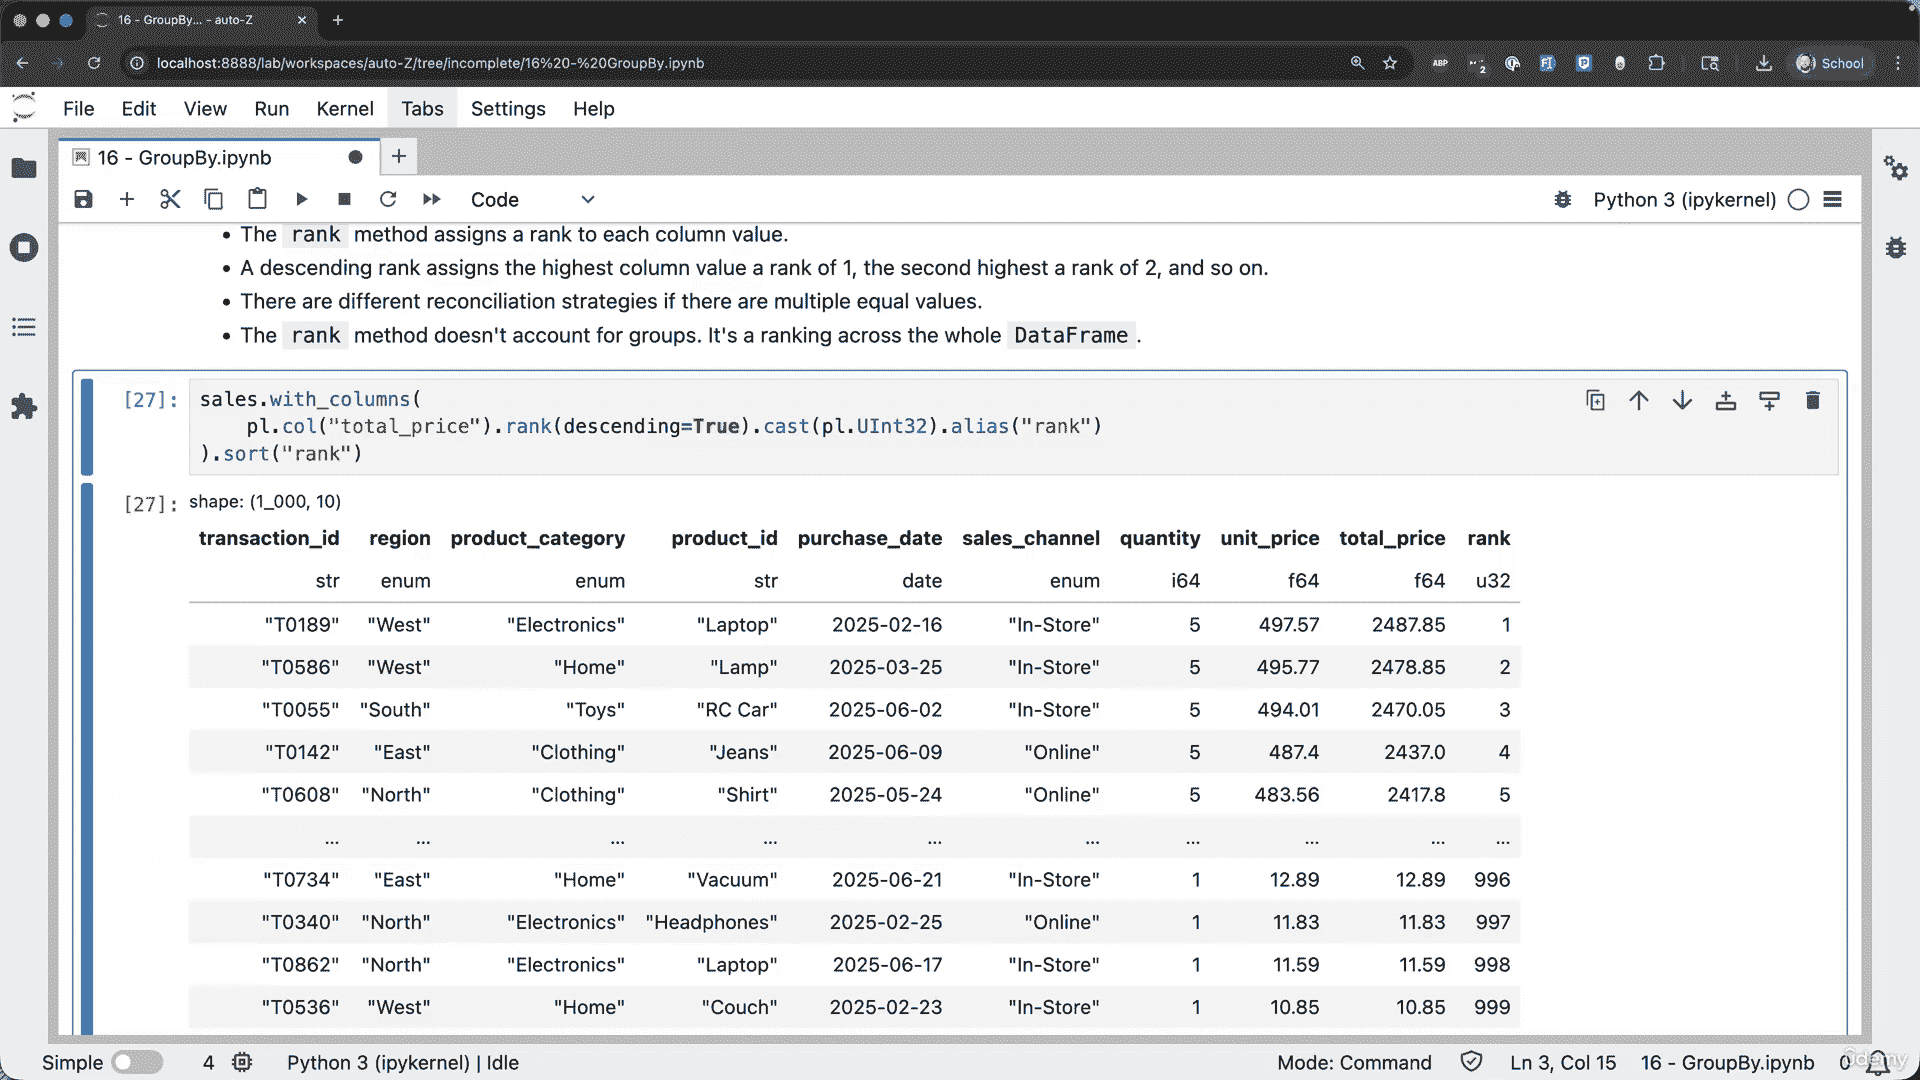 16 - GroupBy... - auto-Z
localhost:8888/lab/workspaces/auto-Z/tree/incomplete/16%20-%20GroupBy.ipynb
ABP
2
School
File Edit View Run Kernel Tabs Settings Help
16 - GroupBy.ipynb
Code
Python 3 (ipykernel)
• The rank method assigns a rank to each column value.
• A descending rank assigns the highest column value a rank of 1, the second highest a rank of 2, and so on.
• There are different reconciliation strategies if there are multiple equal values.
• The rank method doesn't account for groups. It's a ranking across the whole DataFrame.
[27]: sales.with_columns(
pl.col("total_price").rank(descending=True).cast(pl.UInt32).alias("rank")
).sort("rank")
[27]: shape: (1_000, 10)
transaction_id region product_category product_id purchase_date sales_channel quantity unit_price total_price rank
str enum enum str date enum i64 f64 f64 u32
"T0189" "West" "Electronics" "Laptop" 2025-02-16 "In-Store" 5 497.57 2487.85 1
"T0586" "West" "Home" "Lamp" 2025-03-25 "In-Store" 5 495.77 2478.85 2
"T0055" "South" "Toys" "RC Car" 2025-06-02 "In-Store" 5 494.01 2470.05 3
"T0142" "East" "Clothing" "Jeans" 2025-06-09 "Online" 5 487.4 2437.0 4
"T0608" "North" "Clothing" "Shirt" 2025-05-24 "Online" 5 483.56 2417.8 5
... ... ... ... ... ... ... ... ... ...
"T0734" "East" "Home" "Vacuum" 2025-06-21 "In-Store" 1 12.89 12.89 996
"T0340" "North" "Electronics" "Headphones" 2025-02-25 "Online" 1 11.83 11.83 997
"T0862" "North" "Electronics" "Laptop" 2025-06-17 "In-Store" 1 11.59 11.59 998
"T0536" "West" "Home" "Couch" 2025-02-23 "In-Store" 1 10.85 10.85 999
Simple 4 Python 3 (ipykernel) | Idle Mode: Command Ln 3, Col 15 16 - GroupBy.ipynb 0
udemy